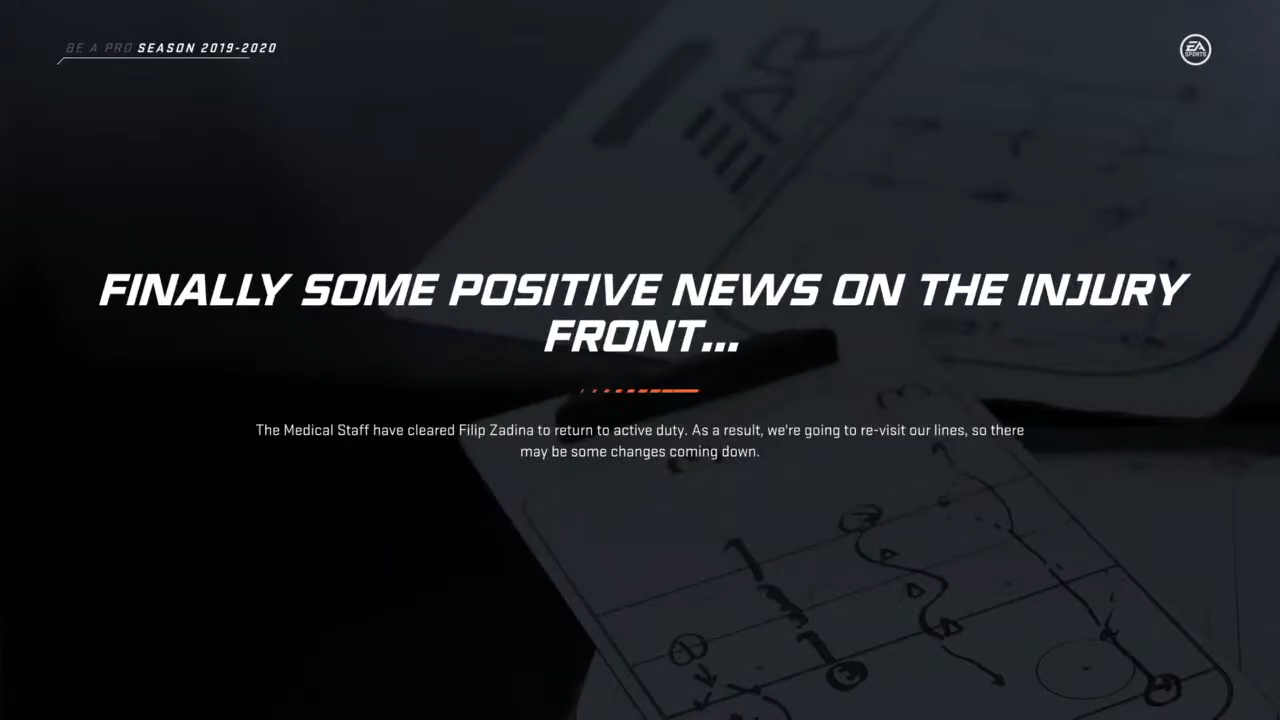 BE A PRO SEASON 2019-2020
EA
SPORTS
FINALLY SOME POSITIVE NEWS ON THE INJURY
FRONT...
The Medical Staff have cleared Filip Zadina to return to active duty. As a result, we're going to re-visit our lines, so there
may be some changes coming down.